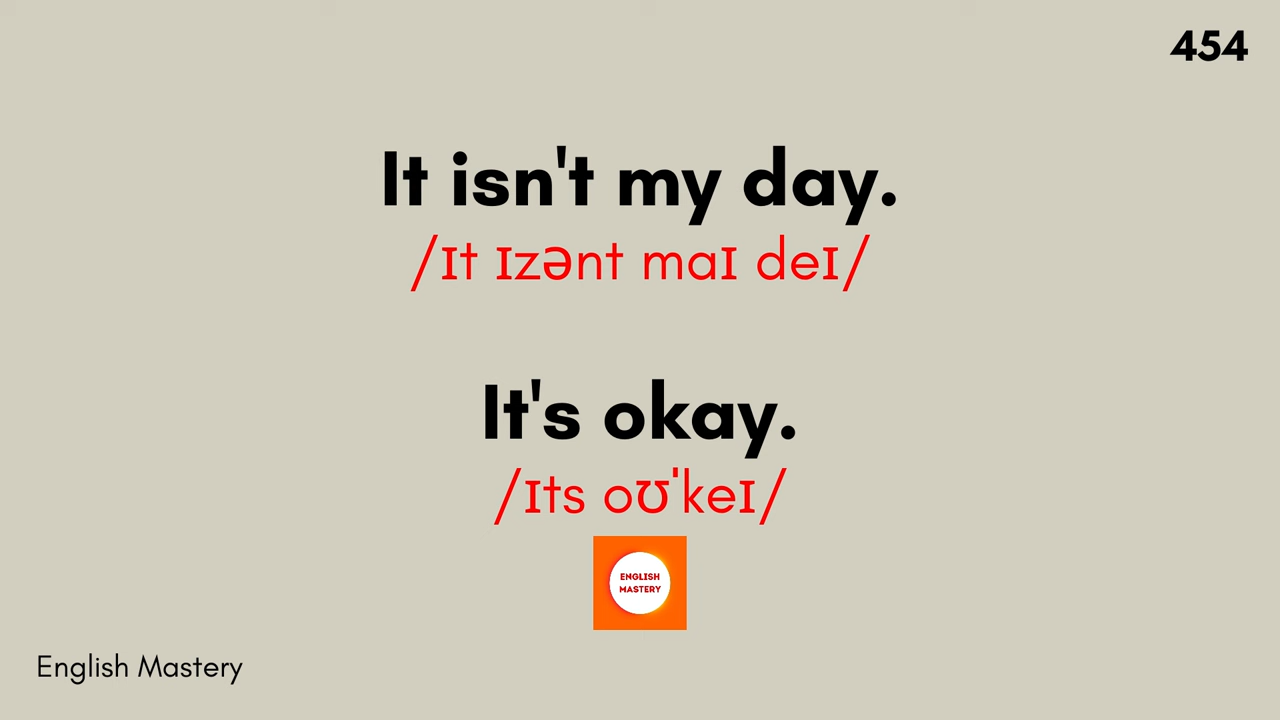 454
It isn't my day.
/ɪt ɪzənt maɪ deɪ/
It's okay.
/ɪts oʊˈkeɪ/
ENGLISH
MASTERY
English Mastery